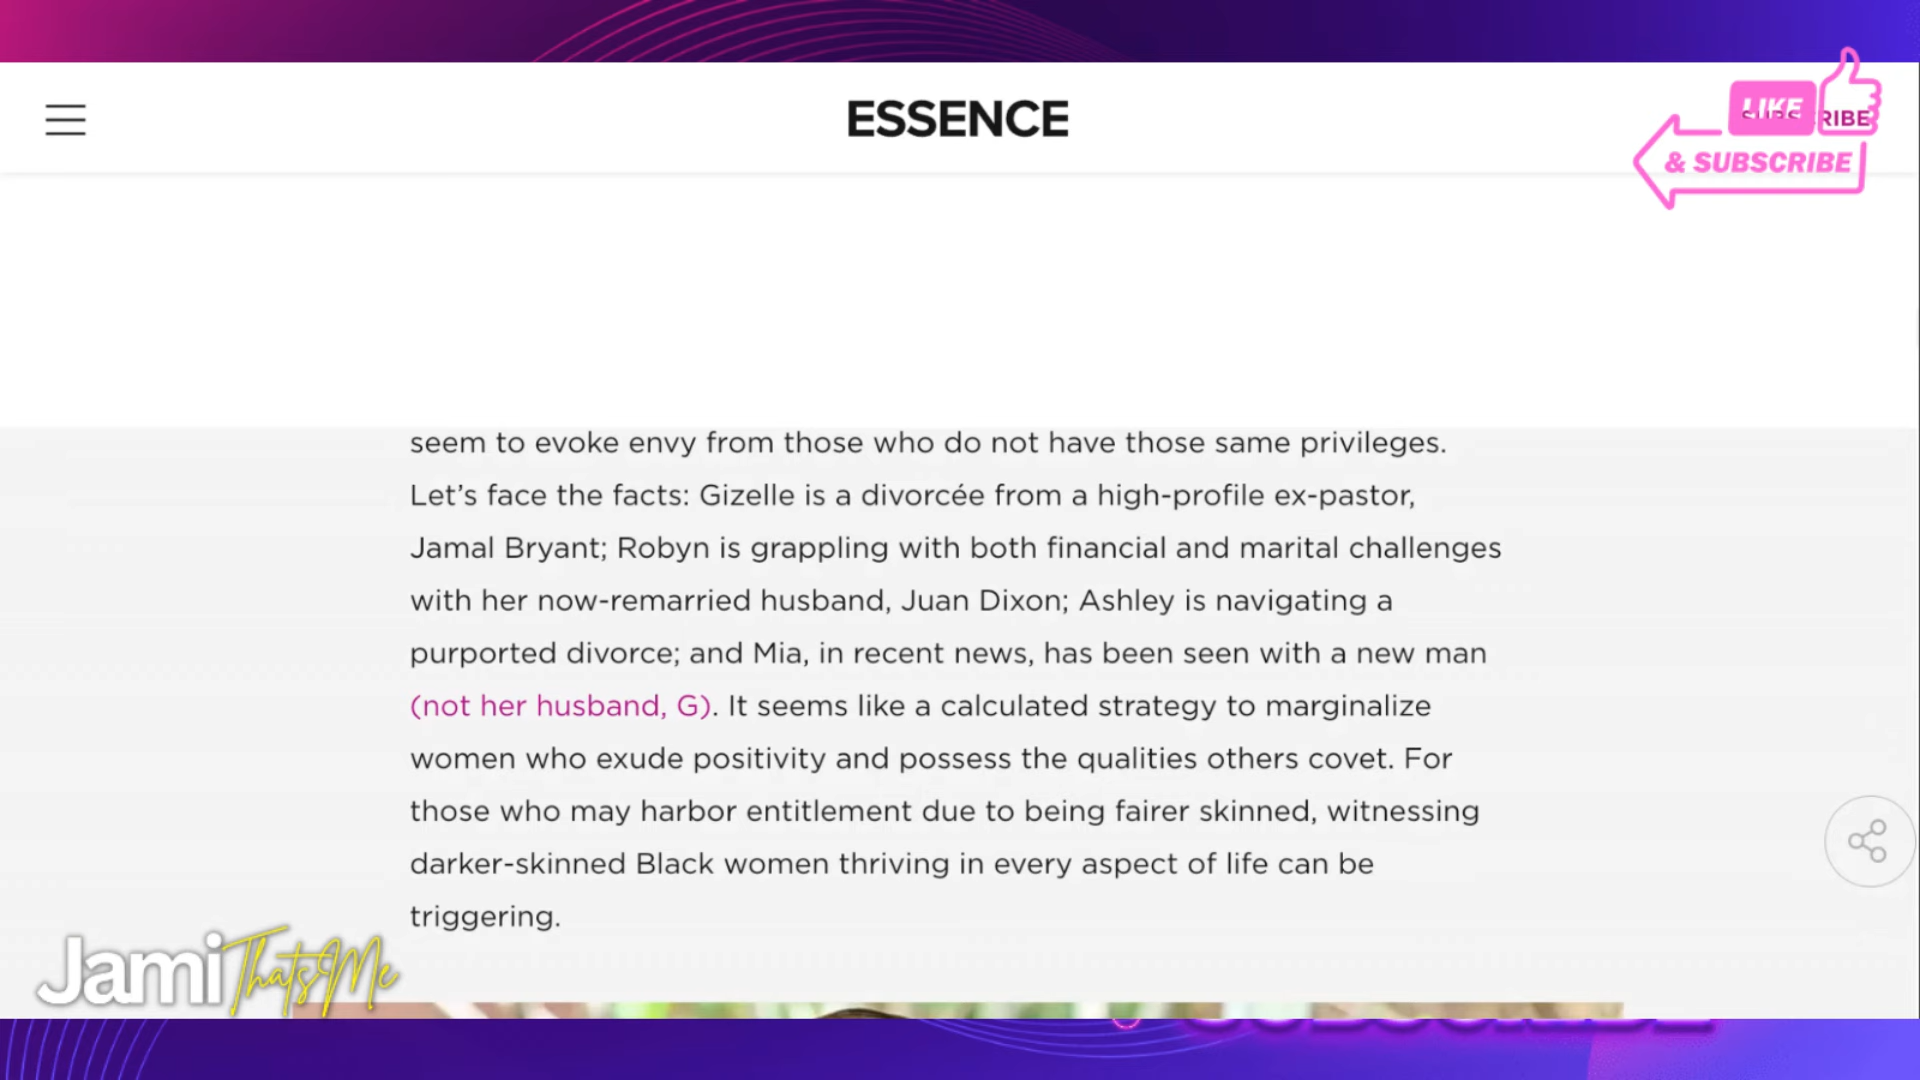 ESSENCE
LIKE
RIBE
& SUBSCRIBE
seem to evoke envy from those who do not have those same privileges.
Let’s face the facts: Gizelle is a divorcée from a high-profile ex-pastor,
Jamal Bryant; Robyn is grappling with both financial and marital challenges
with her now-remarried husband, Juan Dixon; Ashley is navigating a
purported divorce; and Mia, in recent news, has been seen with a new man
(not her husband, G). It seems like a calculated strategy to marginalize
women who exude positivity and possess the qualities others covet. For
those who may harbor entitlement due to being fairer skinned, witnessing
darker-skinned Black women thriving in every aspect of life can be
triggering.
Jami ThatsMe